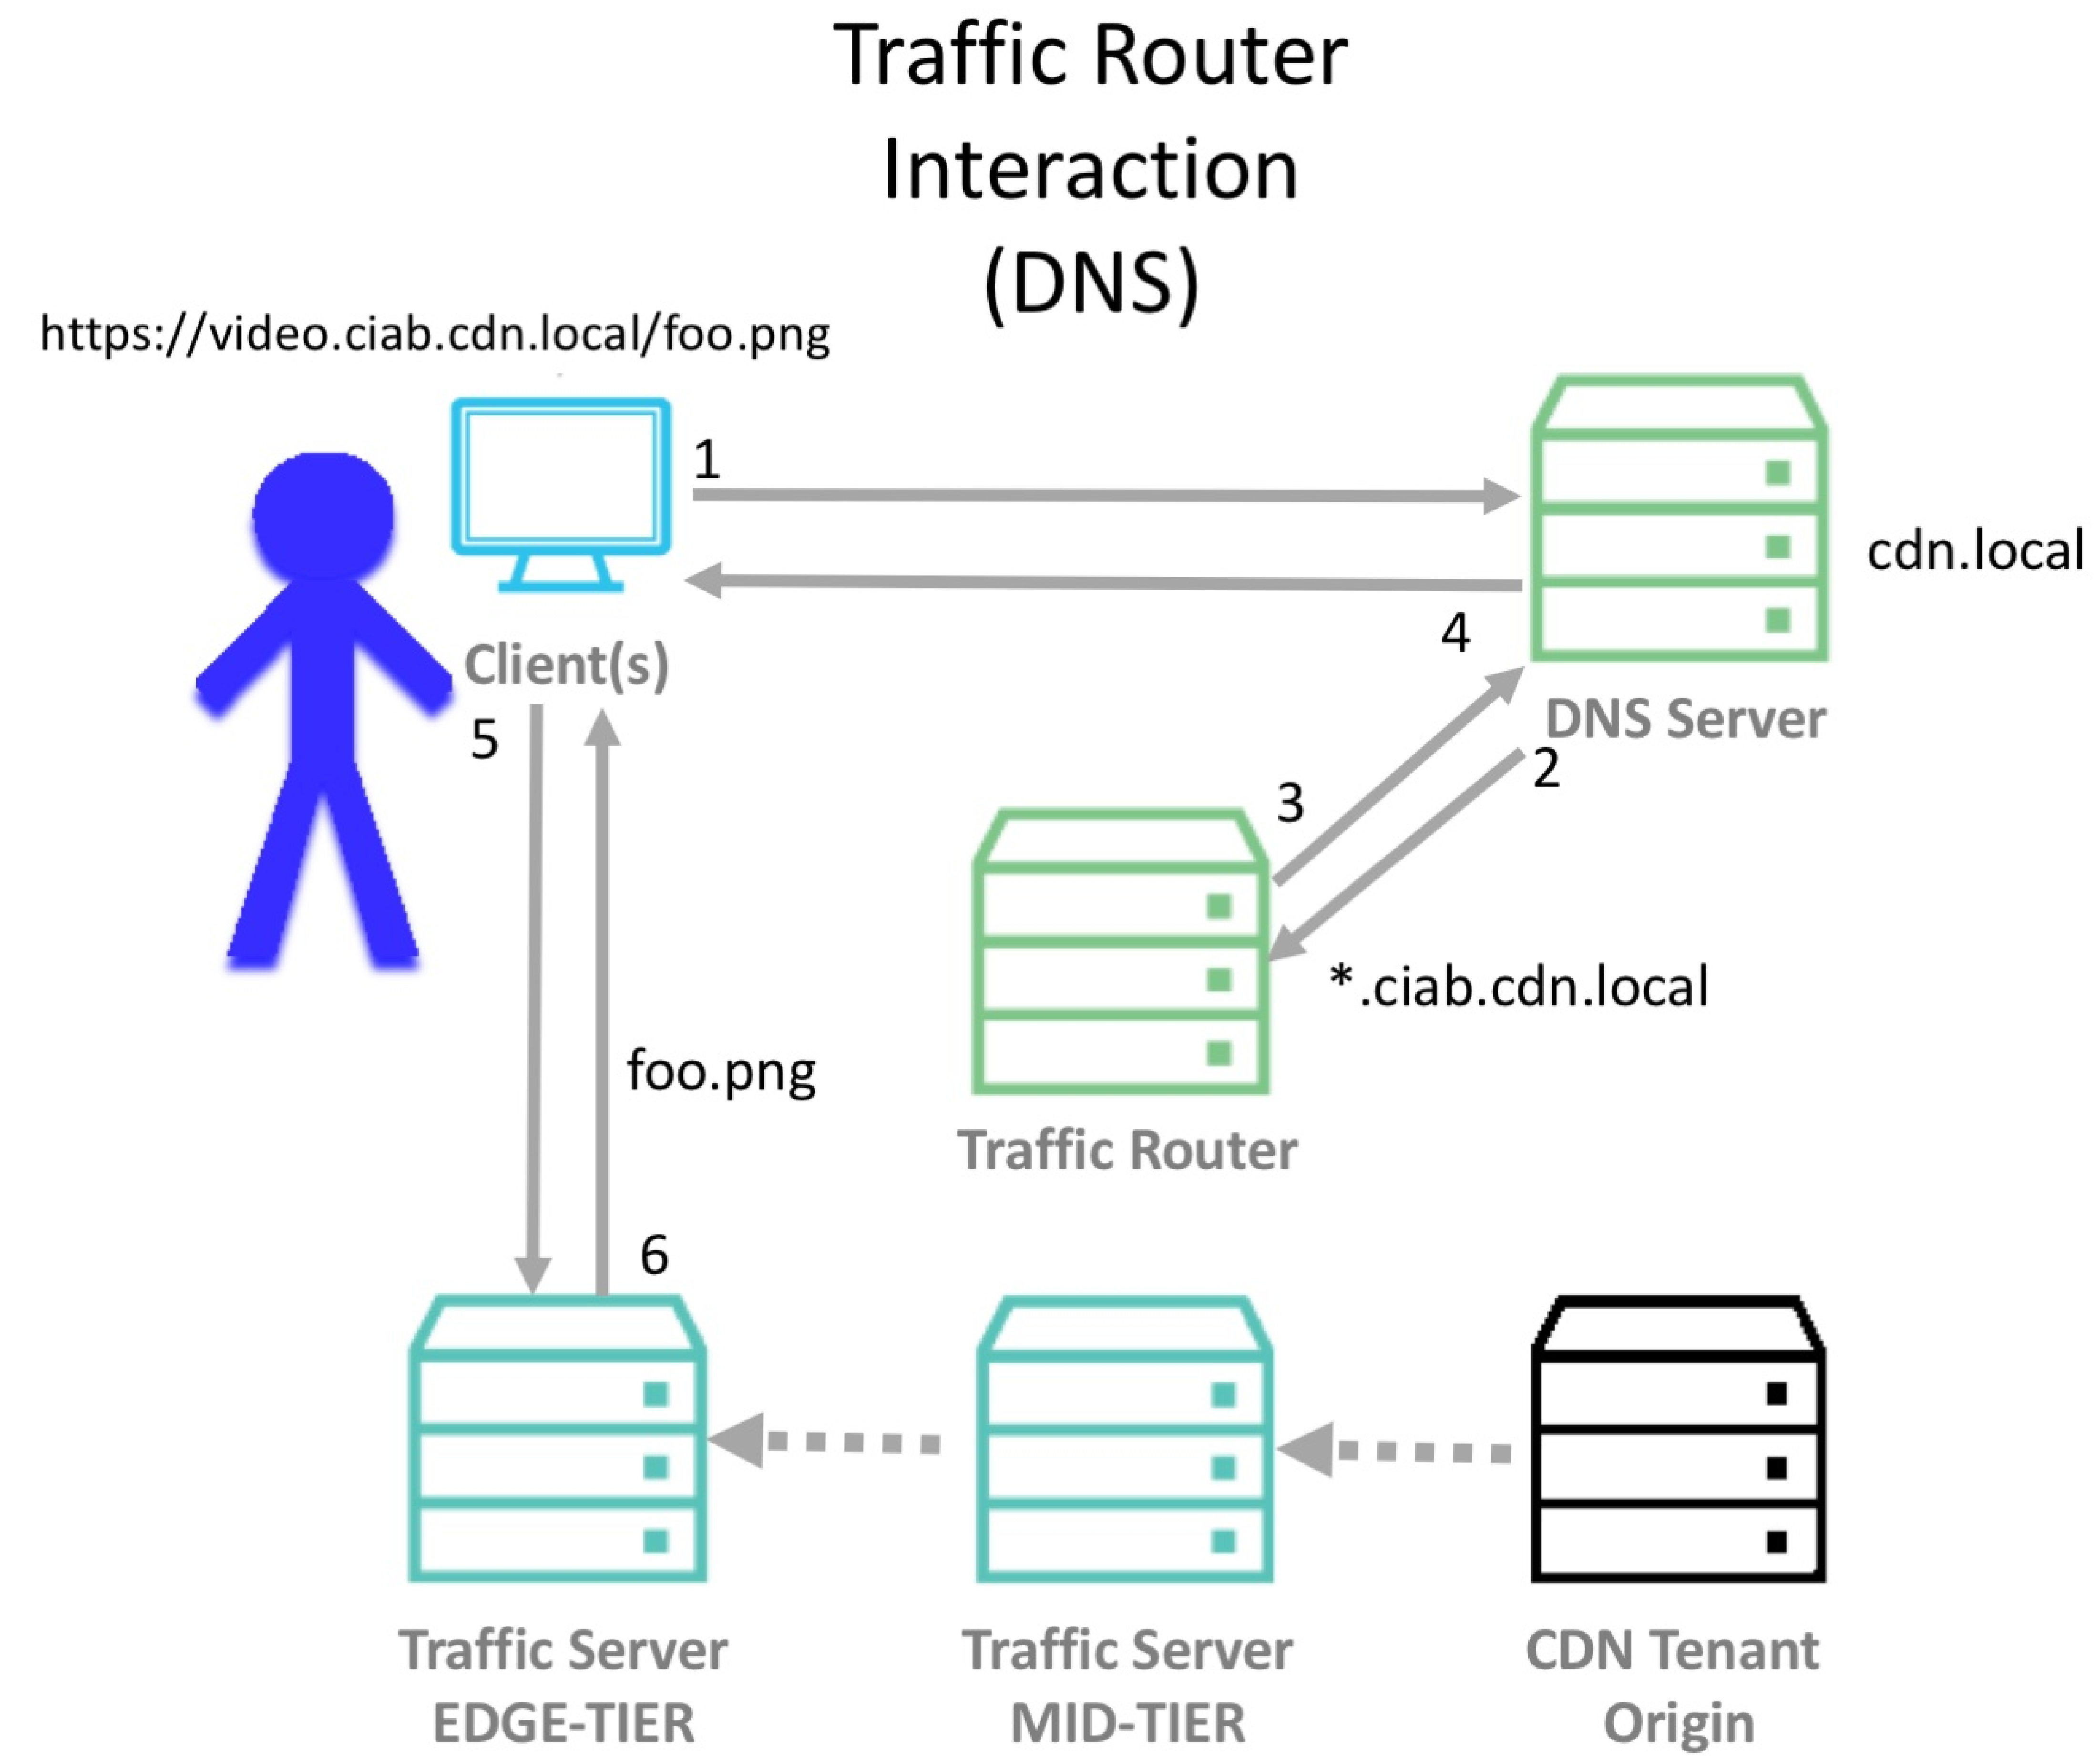 Traffic Router
Interaction
(DNS)
https://video.ciab.cdn.local/foo.png
1
cdn.local
4
Client(s)
5
DNS Server
2
3
*.ciab.cdn.local
foo.png
Traffic Router
6
Traffic Server
EDGE-TIER
Traffic Server
MID-TIER
CDN Tenant
Origin